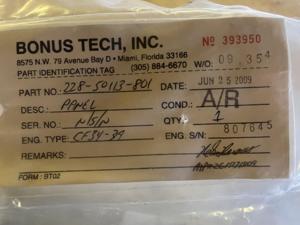 BONUS TECH, INC. Nº 393950
8575 N.W. 79 Avenue Bay D • Miami, Florida 33166
(305) 884-6670 W/O 09.354
PART IDENTIFICATION TAG
PART NO.: 228-50113-801 DATE: JUN 25 2009
DESC.: PANEL COND.: A/R
SER. NO.: N/S/N QTY: 1
ENG. TYPE: CF34-3A ENG. S/N: 807645
REMARKS:
FORM: BT02